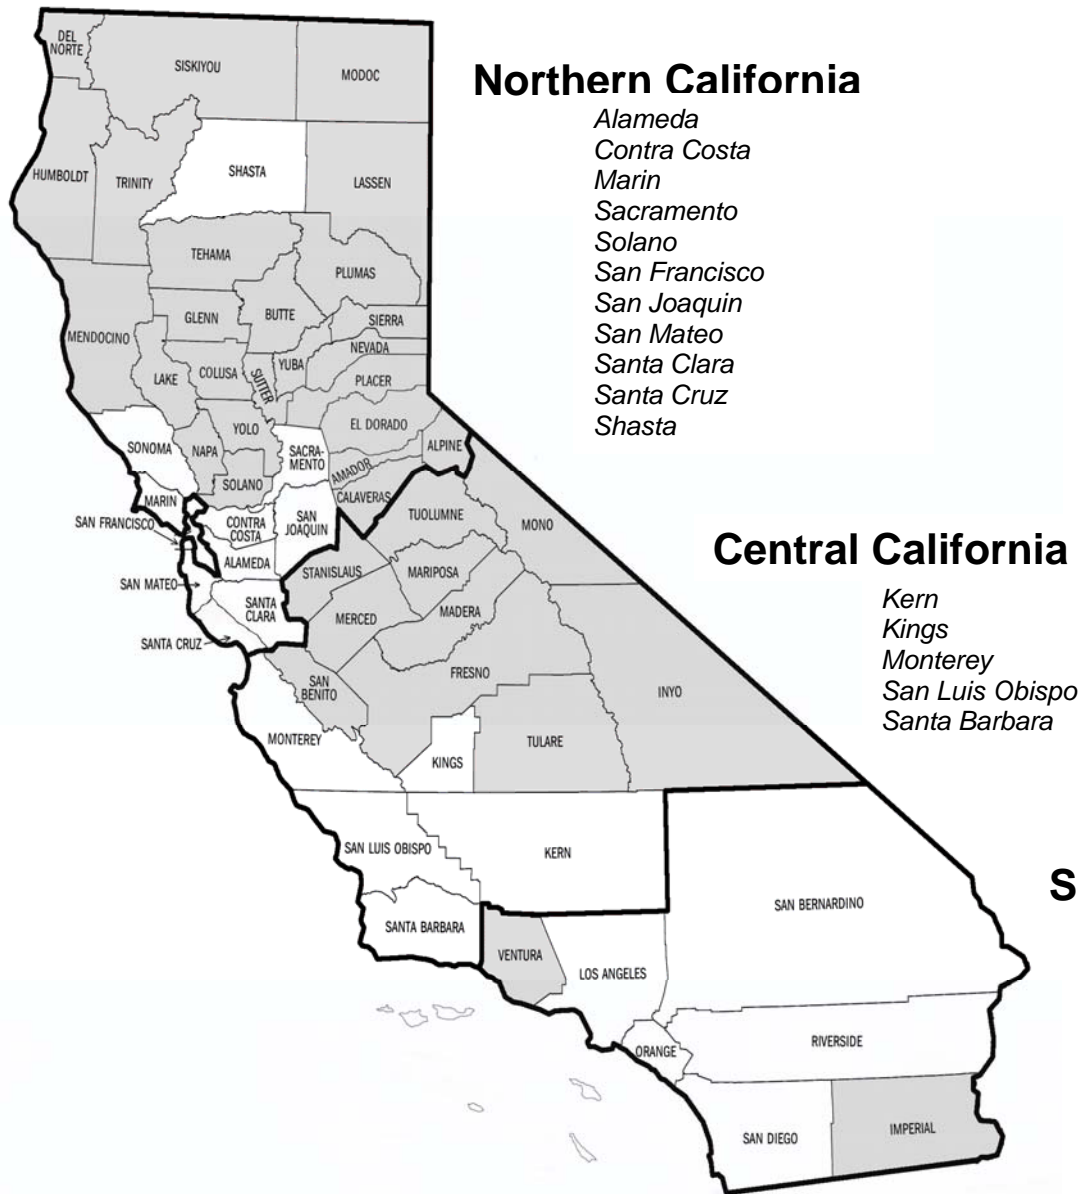 DEL
NORTE
SISKIYOU
MODOC
Northern California
Alameda
Contra Costa
Marin
Sacramento
Solano
San Francisco
San Joaquin
San Mateo
Santa Clara
Santa Cruz
Shasta
HUMBOLDT
TRINITY
SHASTA
LASSEN
TEHAMA
PLUMAS
GLENN
BUTTE
SIERRA
MENDOCINO
NEVADA
YUBA
LAKE
COLUSA
SUTTER
PLACER
EL DORADO
YOLO
SONOMA
NAPA
SACRA-
MENTO
ALPINE
AMADOR
SOLANO
CALAVERAS
MARIN
SAN FRANCISCO
CONTRA
COSTA
SAN
JOAQUIN
TUOLUMNE
MONO
ALAMEDA
STANISLAUS
MARIPOSA
SAN MATEO
SANTA
CLARA
MERCED
MADERA
SANTA CRUZ
Central California
Kern
Kings
Monterey
San Luis Obispo
Santa Barbara
FRESNO
SAN
BENITO
INYO
MONTEREY
TULARE
KINGS
SAN LUIS OBISPO
KERN
S
SAN BERNARDINO
SANTA BARBARA
VENTURA
LOS ANGELES
ORANGE
RIVERSIDE
SAN DIEGO
IMPERIAL